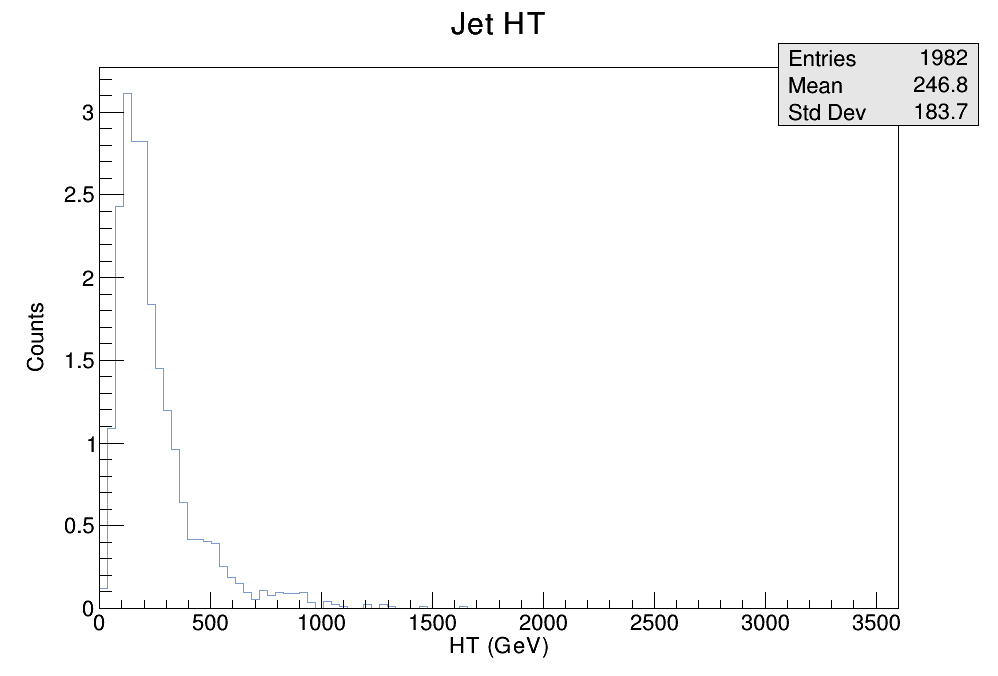 Jet HT
Entries 1982
Mean 246.8
Std Dev 183.7
3
2.5
2
1.5
1
0.5
0
Counts
0 500 1000 1500 2000 2500 3000 3500
HT (GeV)